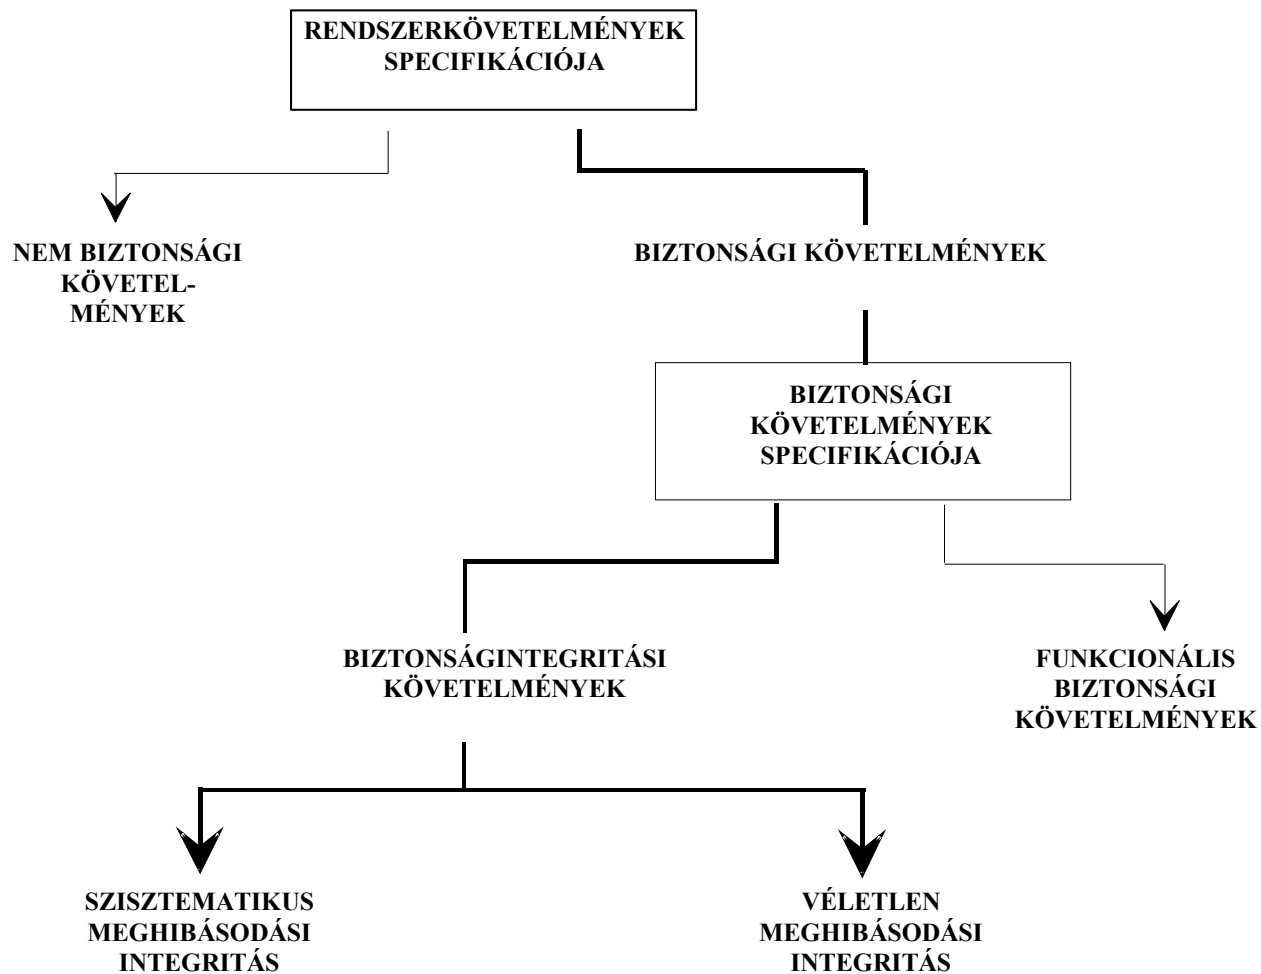 RENDSZERKÖVETELMÉNYEK
SPECIFIKÁCIÓJA
NEM BIZTONSÁGI
KÖVETEL-
MÉNYEK
BIZTONSÁGI KÖVETELMÉNYEK
BIZTONSÁGI
KÖVETELMÉNYEK
SPECIFIKÁCIÓJA
BIZTONSÁGINTEGRITÁSI
KÖVETELMÉNYEK
FUNKCIONÁLIS
BIZTONSÁGI
KÖVETELMÉNYEK
SZISZTEMATIKUS
MEGHIBÁSODÁSI
INTEGRITÁS
VÉLETLEN
MEGHIBÁSODÁSI
INTEGRITÁS